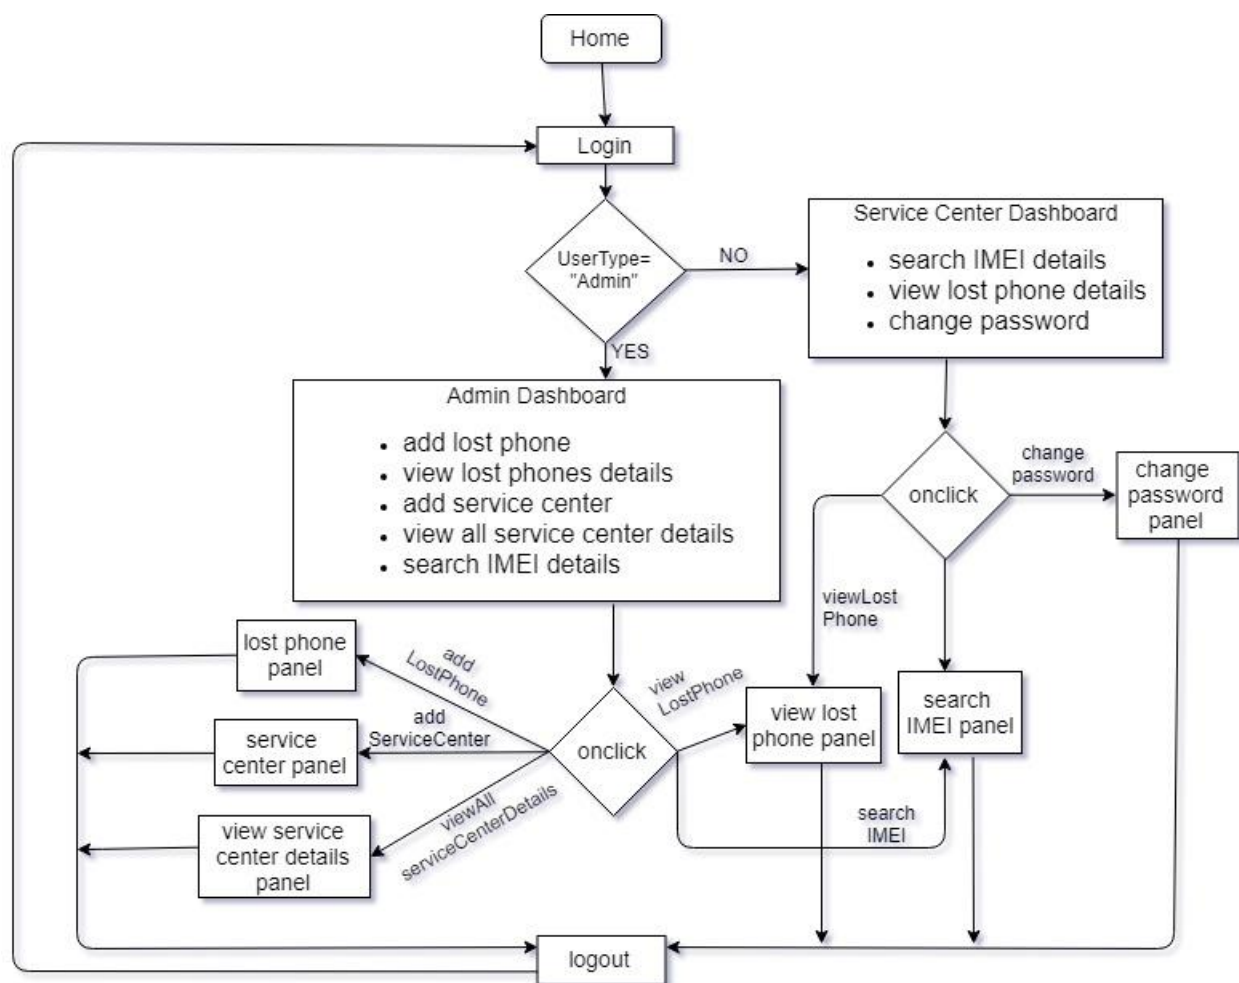 Home
Login
UserType=
"Admin"
NO
YES
Service Center Dashboard
• search IMEI details
• view lost phone details
• change password
Admin Dashboard
• add lost phone
• view lost phones details
• add service center
• view all service center details
• search IMEI details
onclick
change
password
change
password
panel
viewLost
Phone
lost phone
panel
add
LostPhone
view
LostPhone
view lost
phone panel
search
IMEI panel
service
center panel
add
ServiceCenter
onclick
search
IMEI
view service
center details
panel
viewAll
serviceCenterDetails
logout